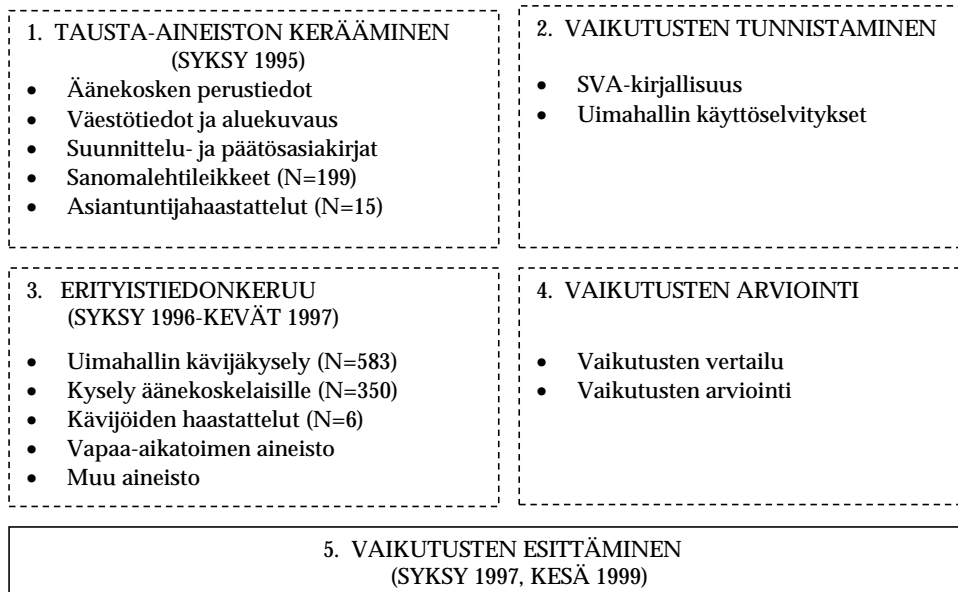 1. TAUSTA-AINEISTON KERÄÄMINEN
(SYKSY 1995)
• Äänekosken perustiedot
• Väestötiedot ja aluekuvaus
• Suunnittelu- ja päätösasiakirjat
• Sanomalehtileikkeet (N=199)
• Asiantuntijahaastattelut (N=15)
2. VAIKUTUSTEN TUNNISTAMINEN
• SVA-kirjallisuus
• Uimahallin käyttöselvitykset
3. ERITYISTIEDONKERUU
(SYKSY 1996-KEVÄT 1997)
• Uimahallin kävijäkysely (N=583)
• Kysely äänekoskelaisille (N=350)
• Kävijöiden haastattelut (N=6)
• Vapaa-aikatoimen aineisto
• Muu aineisto
4. VAIKUTUSTEN ARVIOINTI
• Vaikutusten vertailu
• Vaikutusten arviointi
5. VAIKUTUSTEN ESITTÄMINEN
(SYKSY 1997, KESÄ 1999)